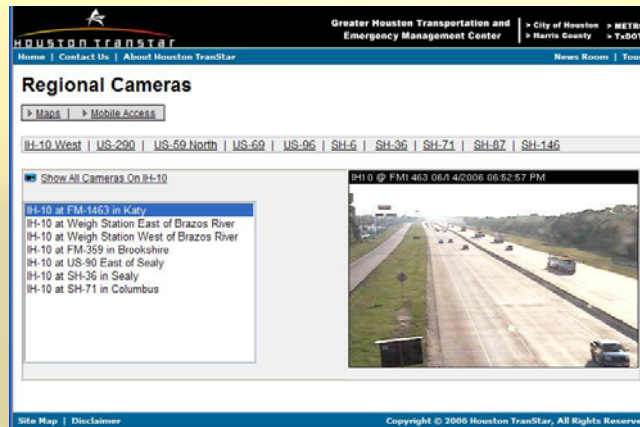 HOUSTON TRANSTAR
Greater Houston Transportation and
Emergency Management Center
> City of Houston > METRO
> Harris County > TxDOT
Home | Contact Us | About Houston TranStar
News Room | Tour
Regional Cameras
Maps | Mobile Access
IH-10 West | US-290 | US-59 North | US-69 | US-96 | SH-6 | SH-36 | SH-71 | SH-87 | SH-146
Show All Cameras On IH-10
IH10 @ FM1463 06/14/2006 06:52:57 PM
IH-10 at FM-1463 in Katy
IH-10 at Weigh Station East of Brazos River
IH-10 at Weigh Station West of Brazos River
IH-10 at FM-359 in Brookshire
IH-10 at US-90 East of Sealy
IH-10 at SH-36 in Sealy
IH-10 at SH-71 in Columbus
Site Map | Disclaimer
Copyright © 2006 Houston TranStar, All Rights Reserve